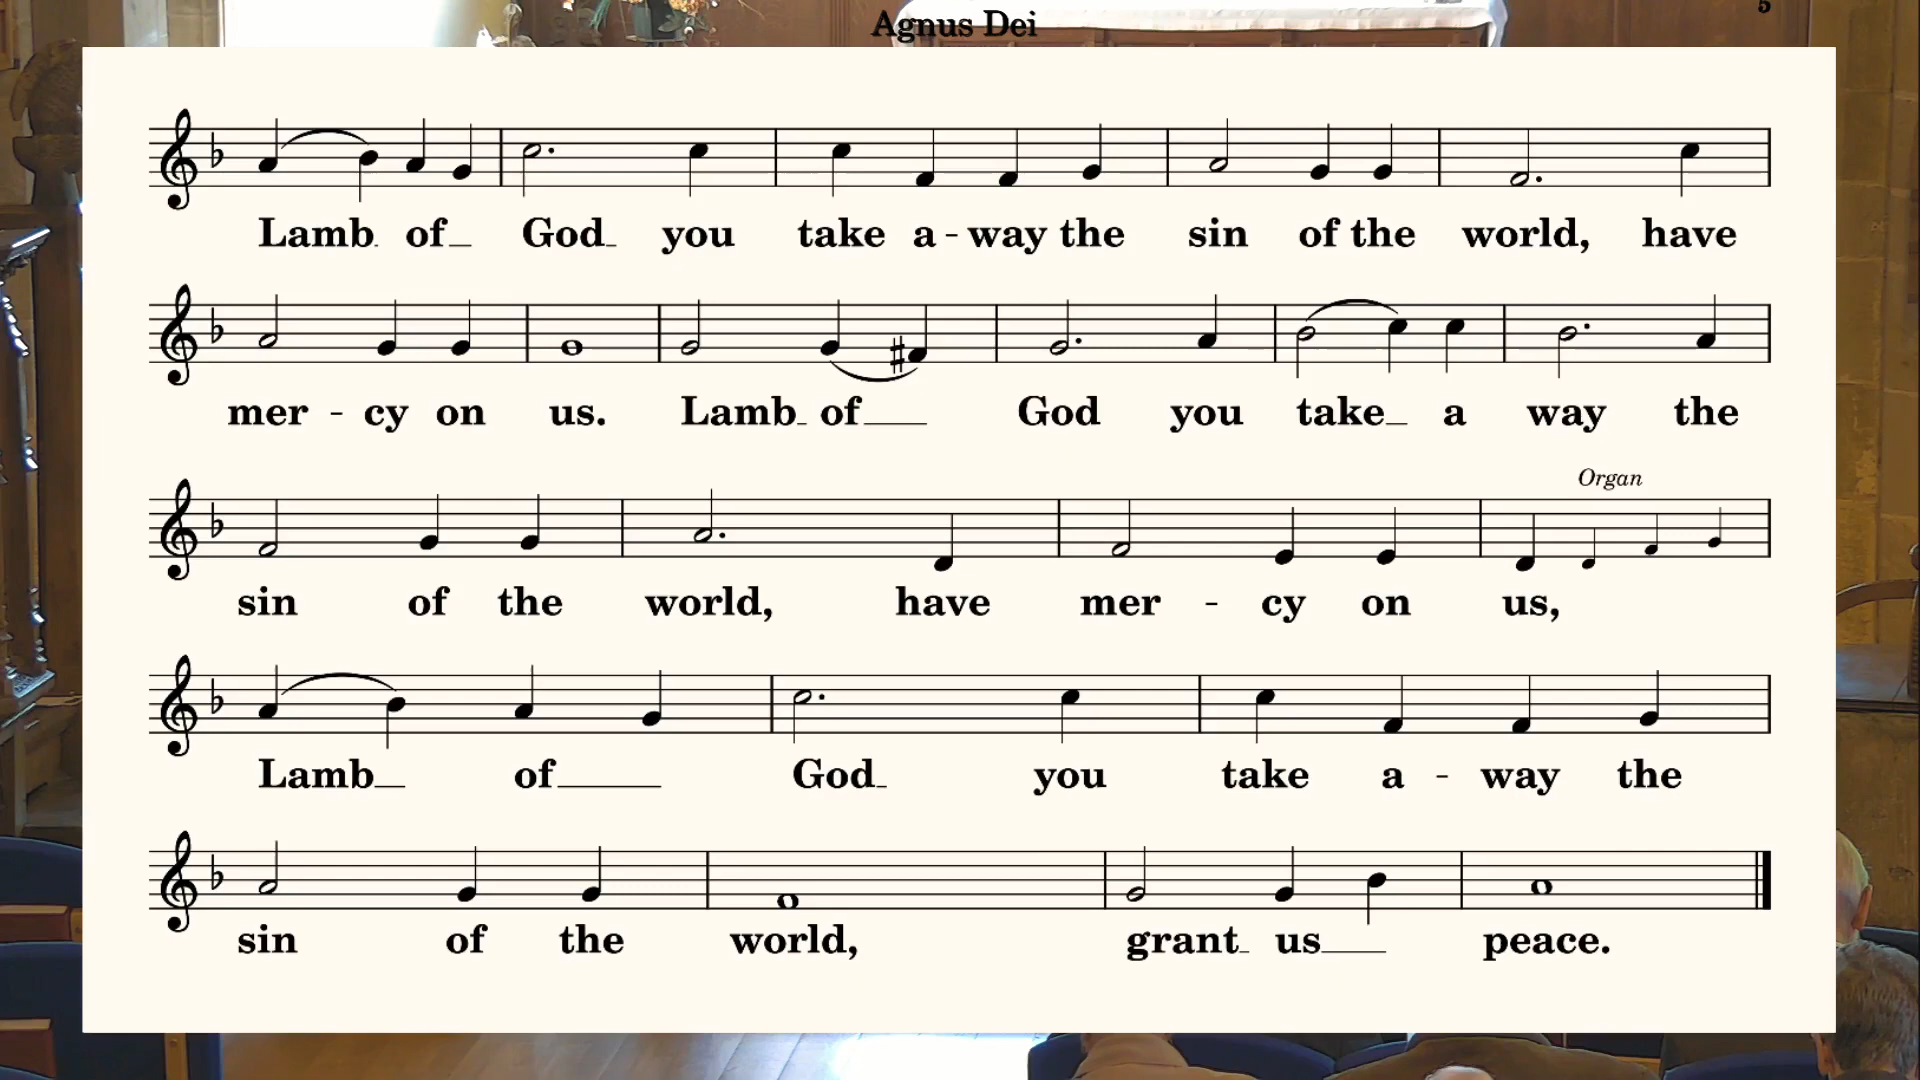 Agnus Dei
5
Lamb of God you take a - way the sin of the world, have
mer - cy on us. Lamb of God you take a way the
Organ
sin of the world, have mer - cy on us,
Lamb of God you take a - way the
sin of the world, grant us peace.